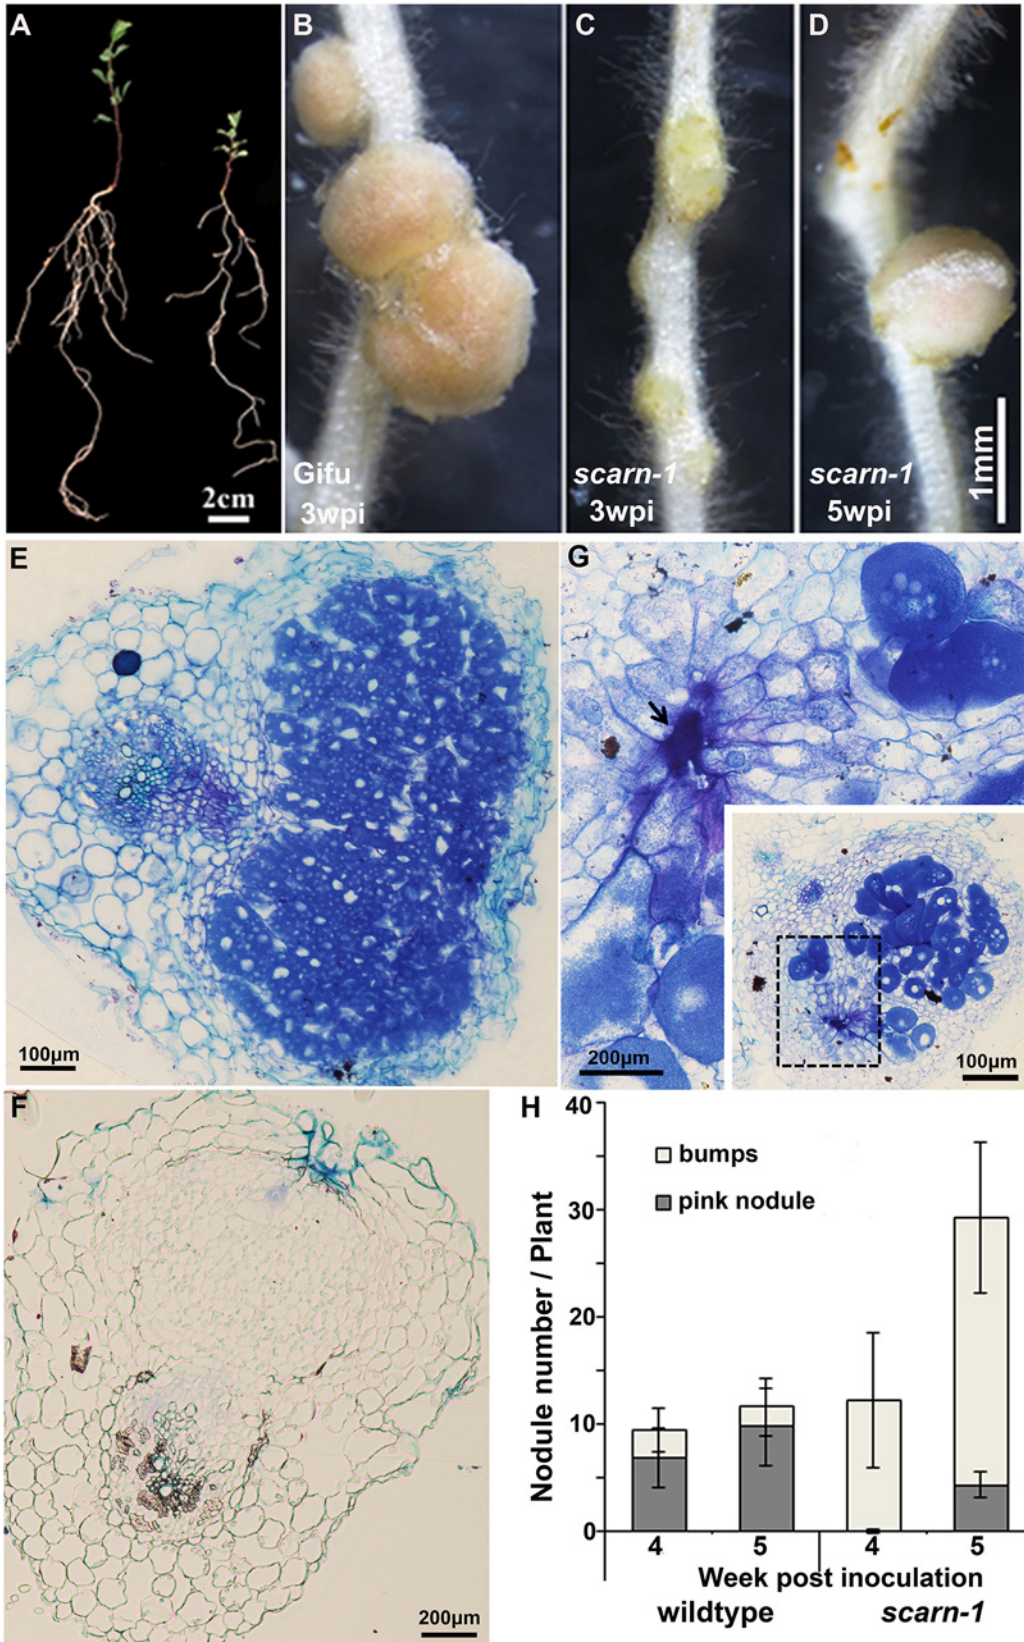 A
2cm
B
Gifu
3wpi
C
scarn-1
3wpi
D
scarn-1
5wpi
1mm
E
100μm
G
200μm
100μm
F
200μm
H
40
30
20
10
0
Nodule number / Plant
bumps
pink nodule
4 5 4 5
Week post inoculation
wildtype scarn-1